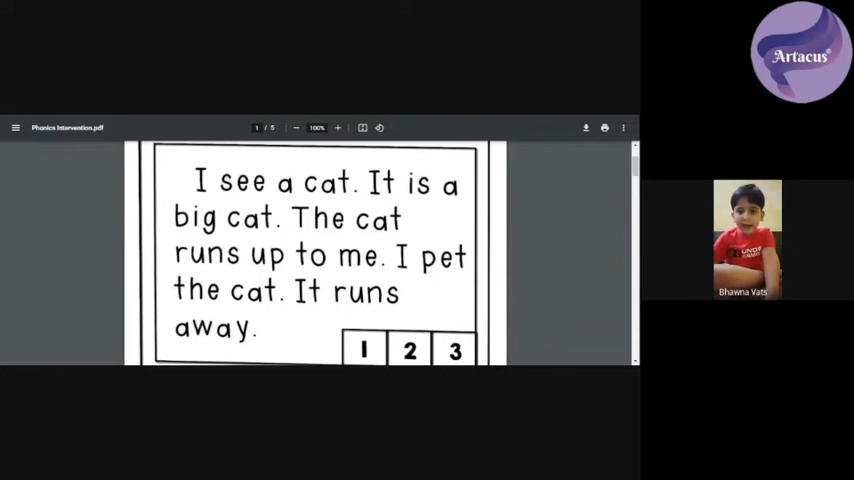 Artacus®
Phonics Intervention.pdf
1 / 5
100%
I see a cat. It is a
big cat. The cat
runs up to me. I pet
the cat. It runs
away.
1 2 3
Bhawna Vats